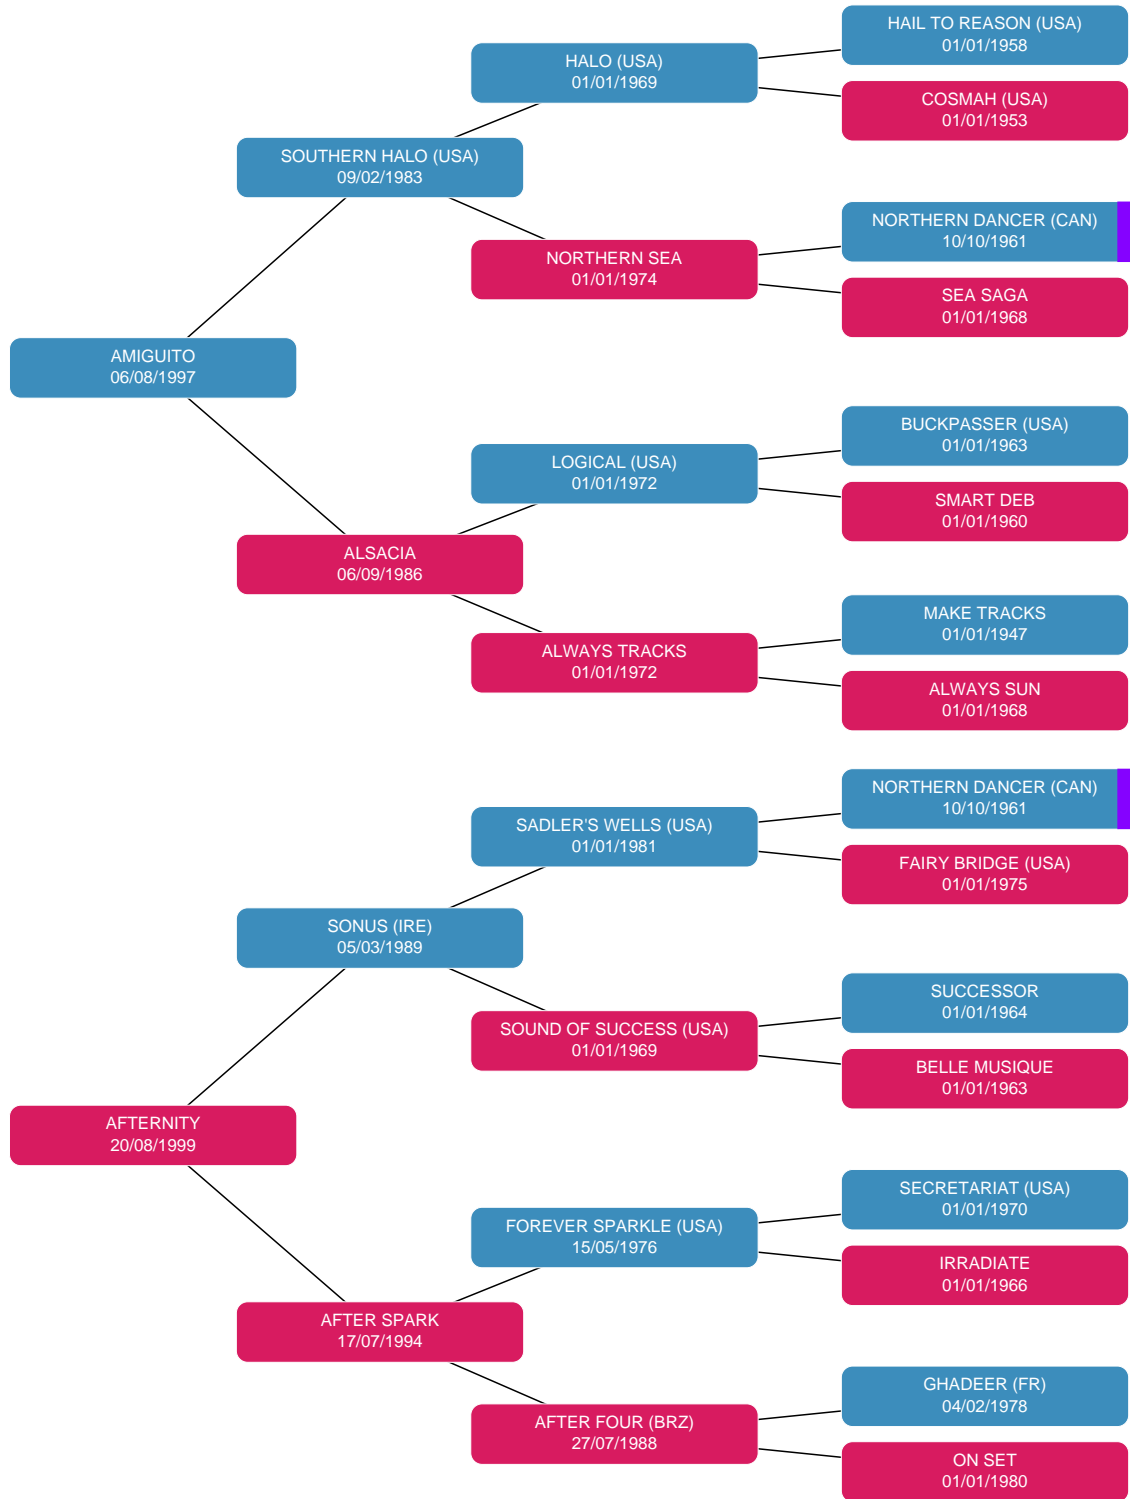 HAIL TO REASON (USA)
01/01/1958
HALO (USA)
01/01/1969
COSMAH (USA)
01/01/1953
SOUTHERN HALO (USA)
09/02/1983
NORTHERN DANCER (CAN)
10/10/1961
NORTHERN SEA
01/01/1974
SEA SAGA
01/01/1968
AMIGUITO
06/08/1997
BUCKPASSER (USA)
01/01/1963
LOGICAL (USA)
01/01/1972
SMART DEB
01/01/1960
ALSACIA
06/09/1986
MAKE TRACKS
01/01/1947
ALWAYS TRACKS
01/01/1972
ALWAYS SUN
01/01/1968
NORTHERN DANCER (CAN)
10/10/1961
SADLER'S WELLS (USA)
01/01/1981
FAIRY BRIDGE (USA)
01/01/1975
SONUS (IRE)
05/03/1989
SUCCESSOR
01/01/1964
SOUND OF SUCCESS (USA)
01/01/1969
BELLE MUSIQUE
01/01/1963
AFTERNITY
20/08/1999
SECRETARIAT (USA)
01/01/1970
FOREVER SPARKLE (USA)
15/05/1976
IRRADIATE
01/01/1966
AFTER SPARK
17/07/1994
GHADEER (FR)
04/02/1978
AFTER FOUR (BRZ)
27/07/1988
ON SET
01/01/1980